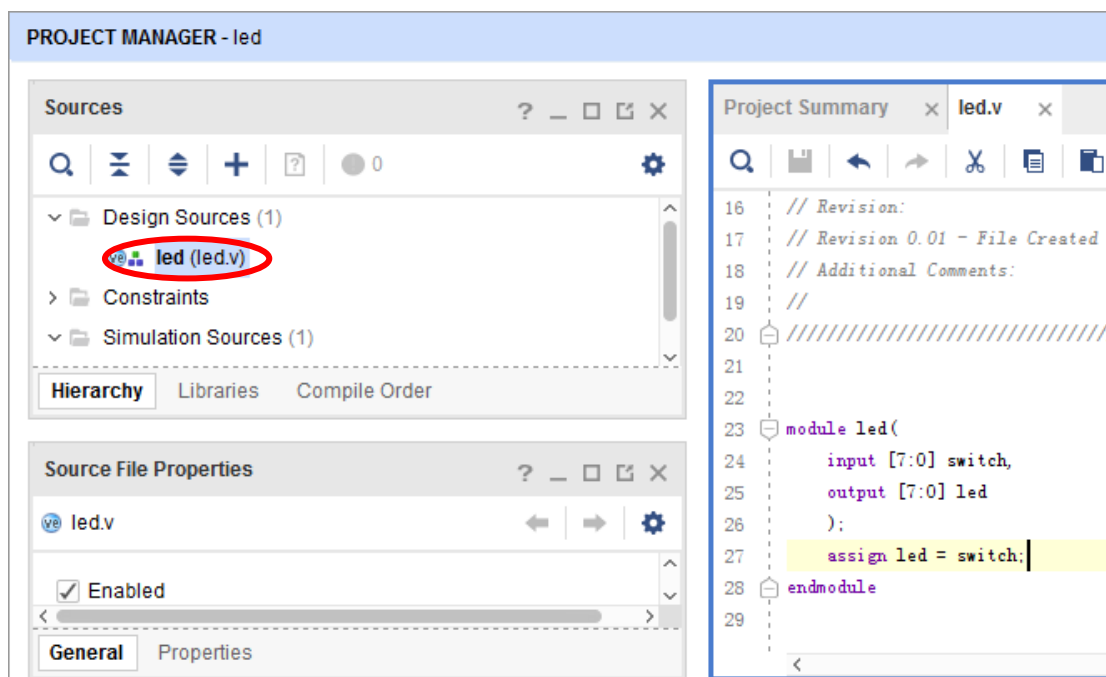 PROJECT MANAGER - led
Sources
0
Design Sources (1)
led (led.v)
Constraints
Simulation Sources (1)
Hierarchy Libraries Compile Order
Source File Properties
led.v
Enabled
General Properties
Project Summary led.v
16 // Revision:
17 // Revision 0.01 - File Created
18 // Additional Comments:
19 //
20 ////////////////////////////////
21
22
23 module led(
24 input [7:0] switch,
25 output [7:0] led
26 );
27 assign led = switch;
28 endmodule
29